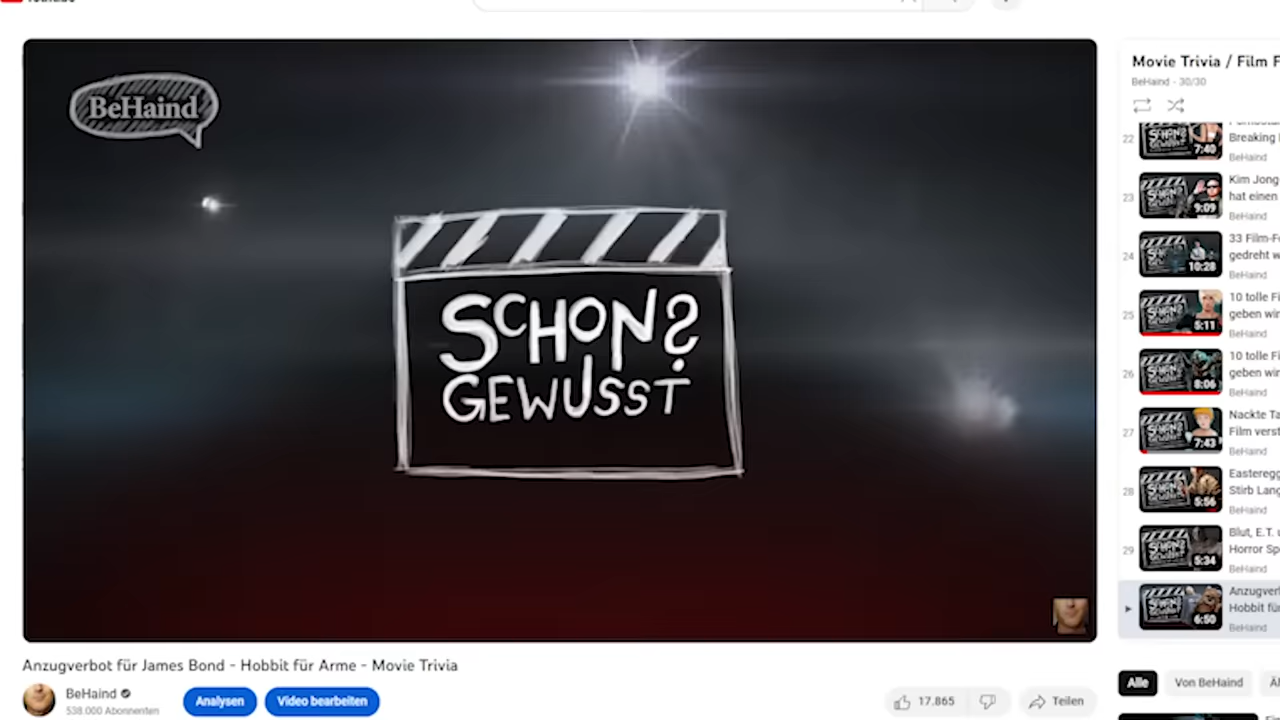 BeHaind
SCHON?
GEWUSST
Anzugverbot für James Bond - Hobbit für Arme - Movie Trivia
BeHaind
538.000 Abonnenten
Analysen
Video bearbeiten
17.865
Teilen
Movie Trivia / Film F
BeHaind - 30/30
22
7:40
Breaking
BeHaind
23
9:09
Kim Jong
hat einen
BeHaind
24
10:28
33 Film-F
gedreht w
BeHaind
25
5:11
10 tolle Fi
geben wir
BeHaind
26
8:06
10 tolle Fi
geben wir
BeHaind
27
7:43
Nackte Ta
Film verst
BeHaind
28
5:56
Easteregg
Stirb Lang
BeHaind
29
5:34
Blut, E.T. u
Horror Sp
BeHaind
6:50
Anzugverl
Hobbit fü
BeHaind
Alle
Von BeHaind